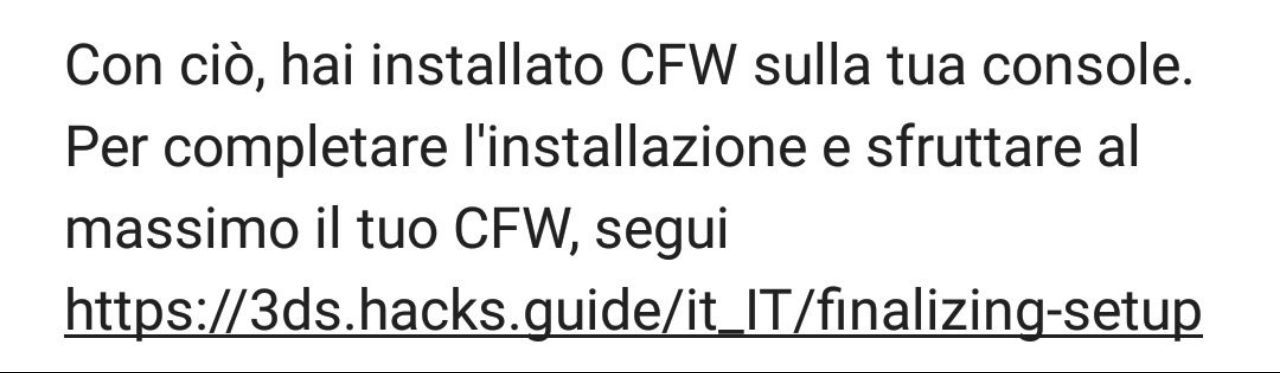 Con ciò, hai installato CFW sulla tua console.
Per completare l'installazione e sfruttare al
massimo il tuo CFW, segui
https://3ds.hacks.guide/it_IT/finalizing-setup